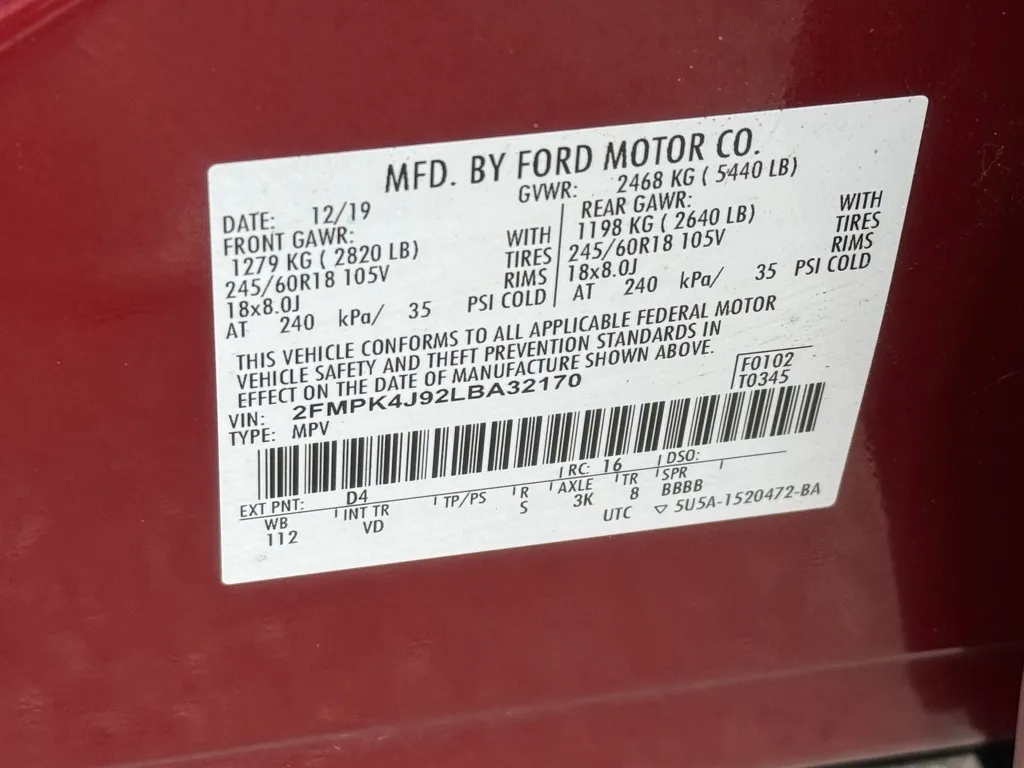 MFD. BY FORD MOTOR CO.
DATE: 12/19 GVWR: 2468 KG ( 5440 LB)
FRONT GAWR: REAR GAWR:
1279 KG ( 2820 LB) WITH 1198 KG ( 2640 LB) WITH
245/60R18 105V TIRES 245/60R18 105V TIRES
18x8.0J RIMS 18x8.0J RIMS
AT 240 kPa/ 35 PSI COLD AT 240 kPa/ 35 PSI COLD
THIS VEHICLE CONFORMS TO ALL APPLICABLE FEDERAL MOTOR
VEHICLE SAFETY AND THEFT PREVENTION STANDARDS IN
EFFECT ON THE DATE OF MANUFACTURE SHOWN ABOVE.
VIN: 2FMPK4J92LBA32170 F0102
TYPE: MPV T0345
EXT PNT: D4 RC: 16 DSO:
WB INT TR TP/PS R AXLE TR SPR
112 VD S 3K 8 BBBB
UTC ▽ 5U5A-1520472-BA